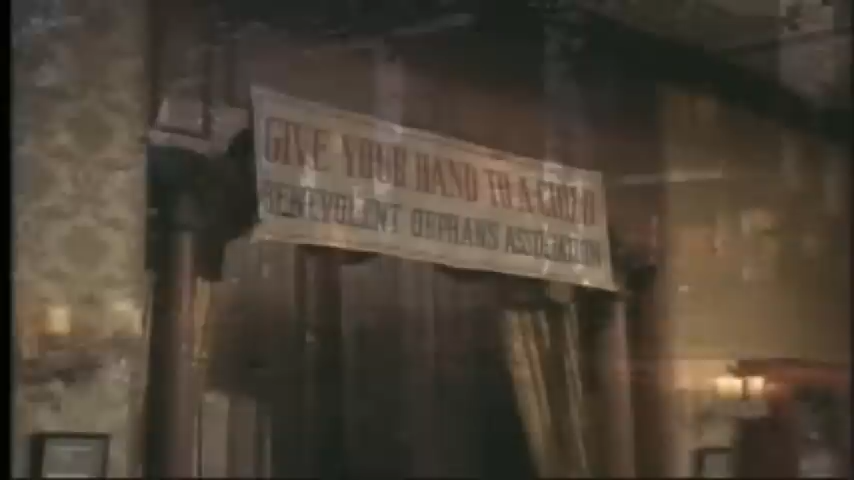 GIVE YOUR HAND TO A CHILD
BENEVOLENT ORPHANS ASSOCIATION